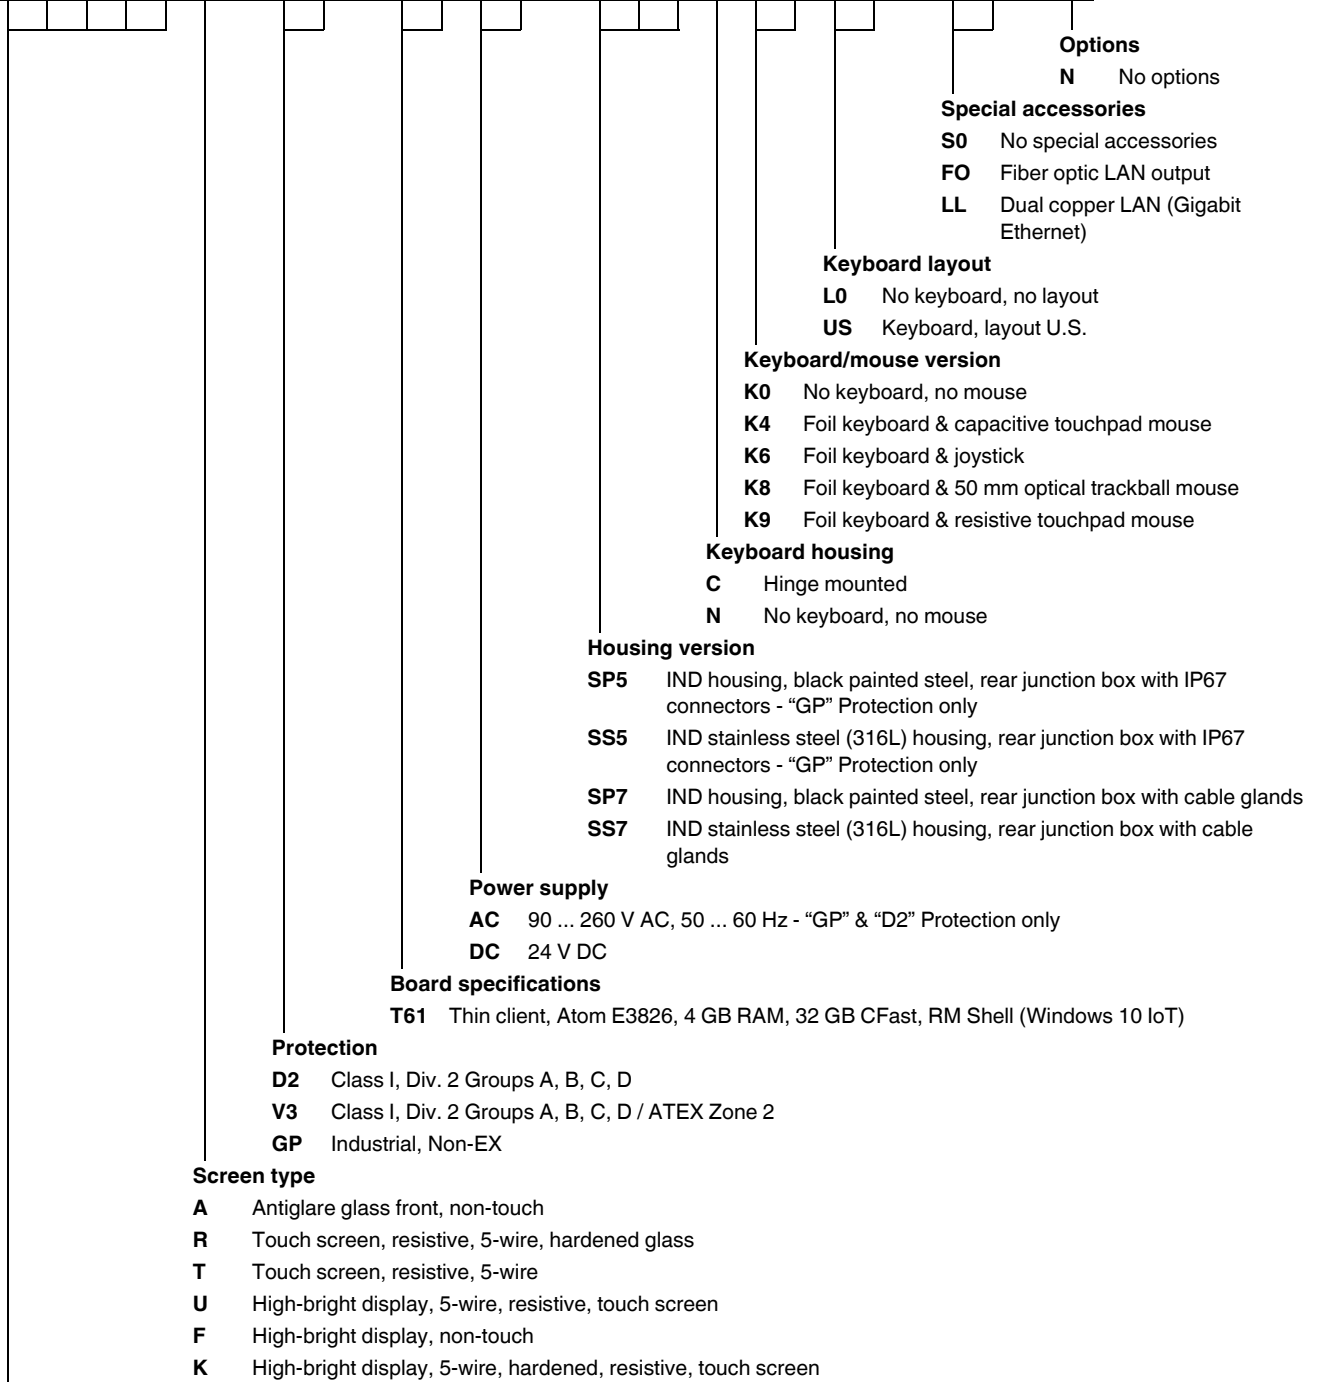 Options
N No options
Special accessories
S0 No special accessories
FO Fiber optic LAN output
LL Dual copper LAN (Gigabit
Ethernet)
Keyboard layout
L0 No keyboard, no layout
US Keyboard, layout U.S.
Keyboard/mouse version
K0 No keyboard, no mouse
K4 Foil keyboard & capacitive touchpad mouse
K6 Foil keyboard & joystick
K8 Foil keyboard & 50 mm optical trackball mouse
K9 Foil keyboard & resistive touchpad mouse
Keyboard housing
C Hinge mounted
N No keyboard, no mouse
Housing version
SP5 IND housing, black painted steel, rear junction box with IP67
connectors - “GP” Protection only
SS5 IND stainless steel (316L) housing, rear junction box with IP67
connectors - “GP” Protection only
SP7 IND housing, black painted steel, rear junction box with cable glands
SS7 IND stainless steel (316L) housing, rear junction box with cable
glands
Power supply
AC 90 ... 260 V AC, 50 ... 60 Hz - “GP” & “D2” Protection only
DC 24 V DC
Board specifications
T61 Thin client, Atom E3826, 4 GB RAM, 32 GB CFast, RM Shell (Windows 10 IoT)
Protection
D2 Class I, Div. 2 Groups A, B, C, D
V3 Class I, Div. 2 Groups A, B, C, D / ATEX Zone 2
GP Industrial, Non-EX
Screen type
A Antiglare glass front, non-touch
R Touch screen, resistive, 5-wire, hardened glass
T Touch screen, resistive, 5-wire
U High-bright display, 5-wire, resistive, touch screen
F High-bright display, non-touch
K High-bright display, 5-wire, hardened, resistive, touch screen